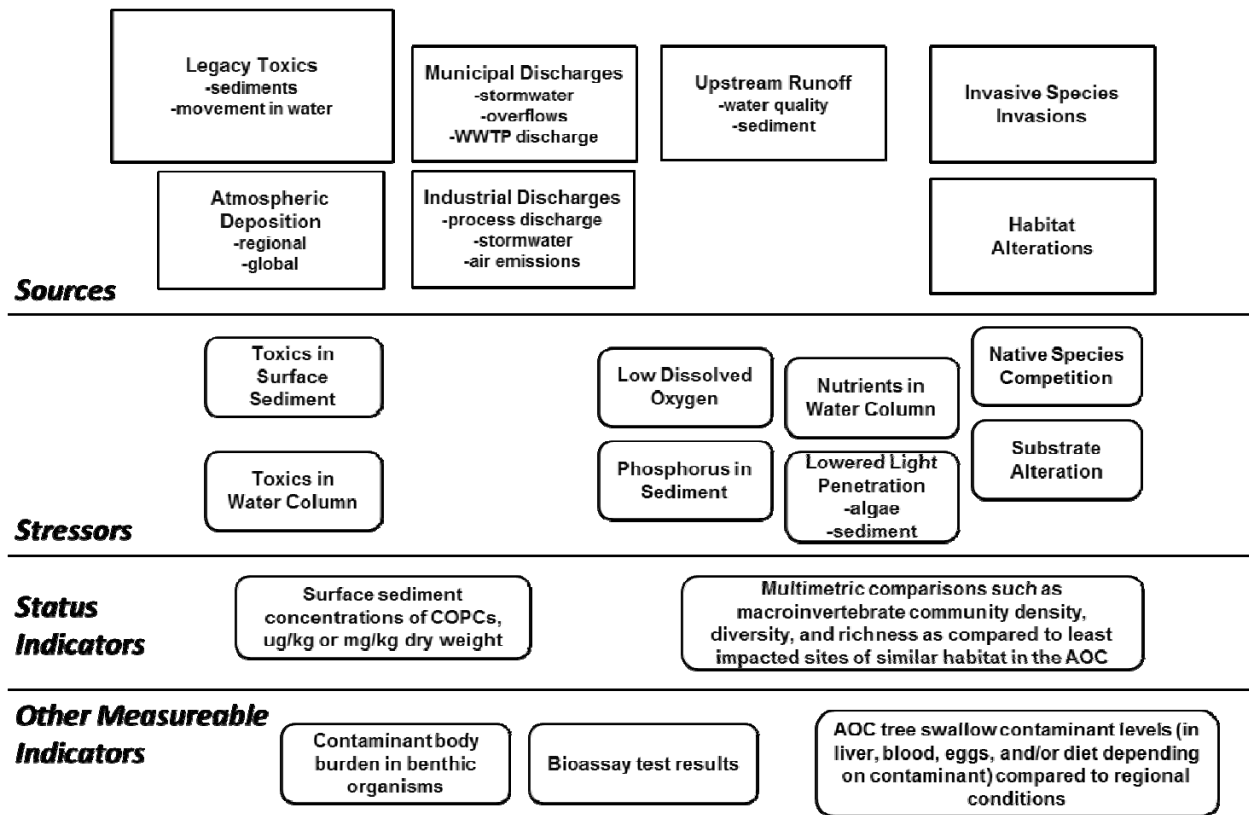 Legacy Toxics
-sediments
-movement in water
Municipal Discharges
-stormwater
-overflows
-WWTP discharge
Upstream Runoff
-water quality
-sediment
Invasive Species
Invasions
Atmospheric
Deposition
-regional
-global
Industrial Discharges
-process discharge
-stormwater
-air emissions
Habitat
Alterations
Sources
Toxics in
Surface
Sediment
Low Dissolved
Oxygen
Nutrients in
Water Column
Native Species
Competition
Toxics in
Water Column
Phosphorus in
Sediment
Lowered Light
Penetration
-algae
-sediment
Substrate
Alteration
Stressors
Status
Indicators
Surface sediment
concentrations of COPCs,
ug/kg or mg/kg dry weight
Multimetric comparisons such as
macroinvertebrate community density,
diversity, and richness as compared to least
impacted sites of similar habitat in the AOC
Other Measureable
Indicators
Contaminant body
burden in benthic
organisms
Bioassay test results
AOC tree swallow contaminant levels (in
liver, blood, eggs, and/or diet depending
on contaminant) compared to regional
conditions